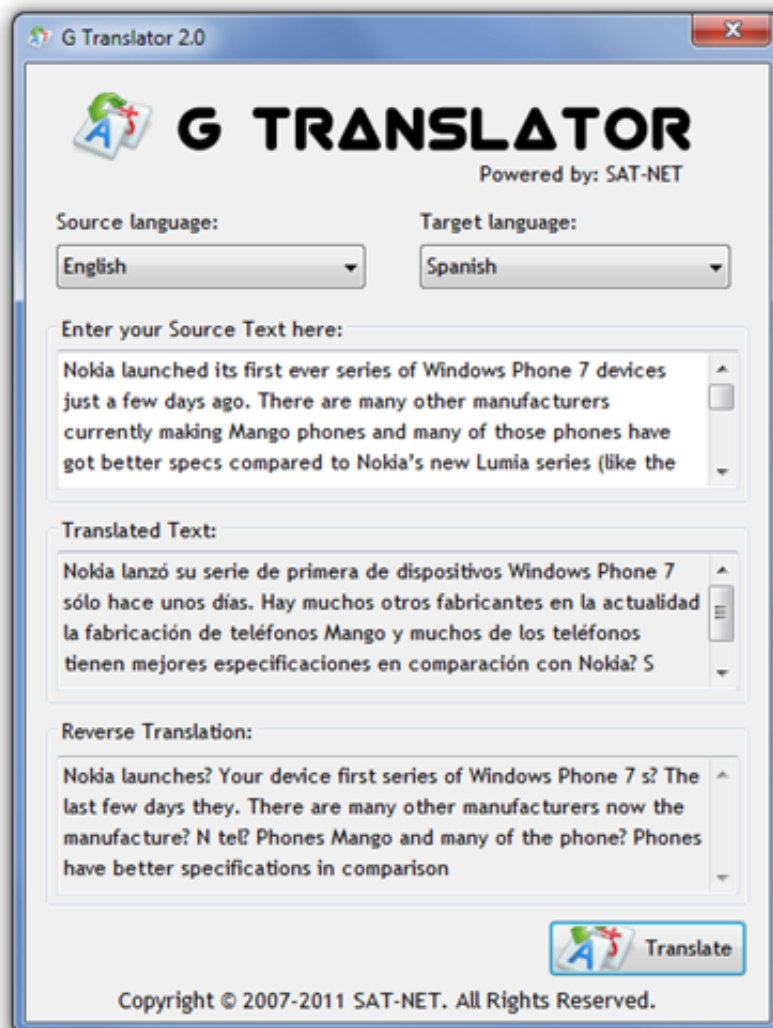 G Translator 2.0
G TRANSLATOR
Powered by: SAT-NET
Source language:
Target language:
English
Spanish
Enter your Source Text here:
Nokia launched its first ever series of Windows Phone 7 devices
just a few days ago. There are many other manufacturers
currently making Mango phones and many of those phones have
got better specs compared to Nokia’s new Lumia series (like the
Translated Text:
Nokia lanzó su serie de primera de dispositivos Windows Phone 7
sólo hace unos días. Hay muchos otros fabricantes en la actualidad
la fabricación de teléfonos Mango y muchos de los teléfonos
tienen mejores especificaciones en comparación con Nokia? S
Reverse Translation:
Nokia launches? Your device first series of Windows Phone 7 s? The
last few days they. There are many other manufacturers now the
manufacture? N tel? Phones Mango and many of the phone? Phones
have better specifications in comparison
Translate
Copyright © 2007-2011 SAT-NET. All Rights Reserved.